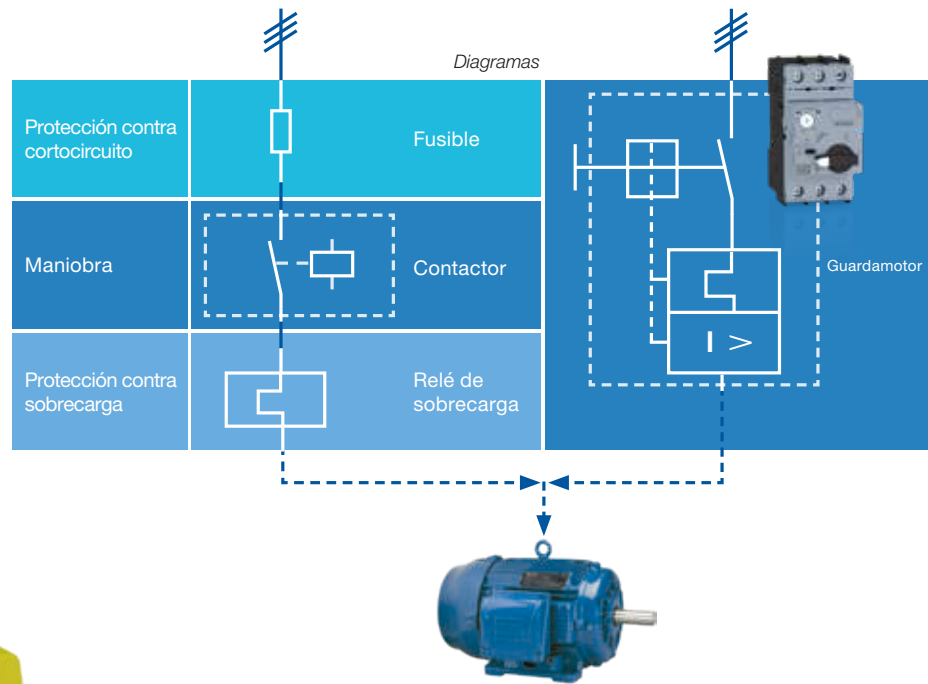 Diagramas
Protección contra
cortocircuito
Fusible
Maniobra
Contactor
Guardamotor
I >
Protección contra
sobrecarga
Relé de
sobrecarga